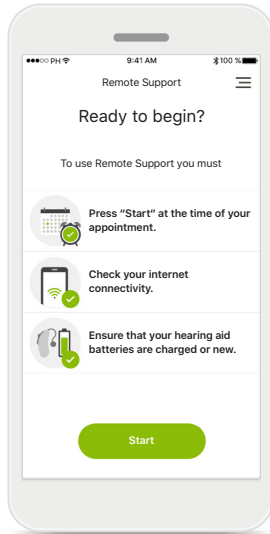 ●●●○○ PH 9:41 AM 100 %
Remote Support
Ready to begin?
To use Remote Support you must
Press “Start” at the time of your
appointment.
Check your internet
connectivity.
Ensure that your hearing aid
batteries are charged or new.
Start